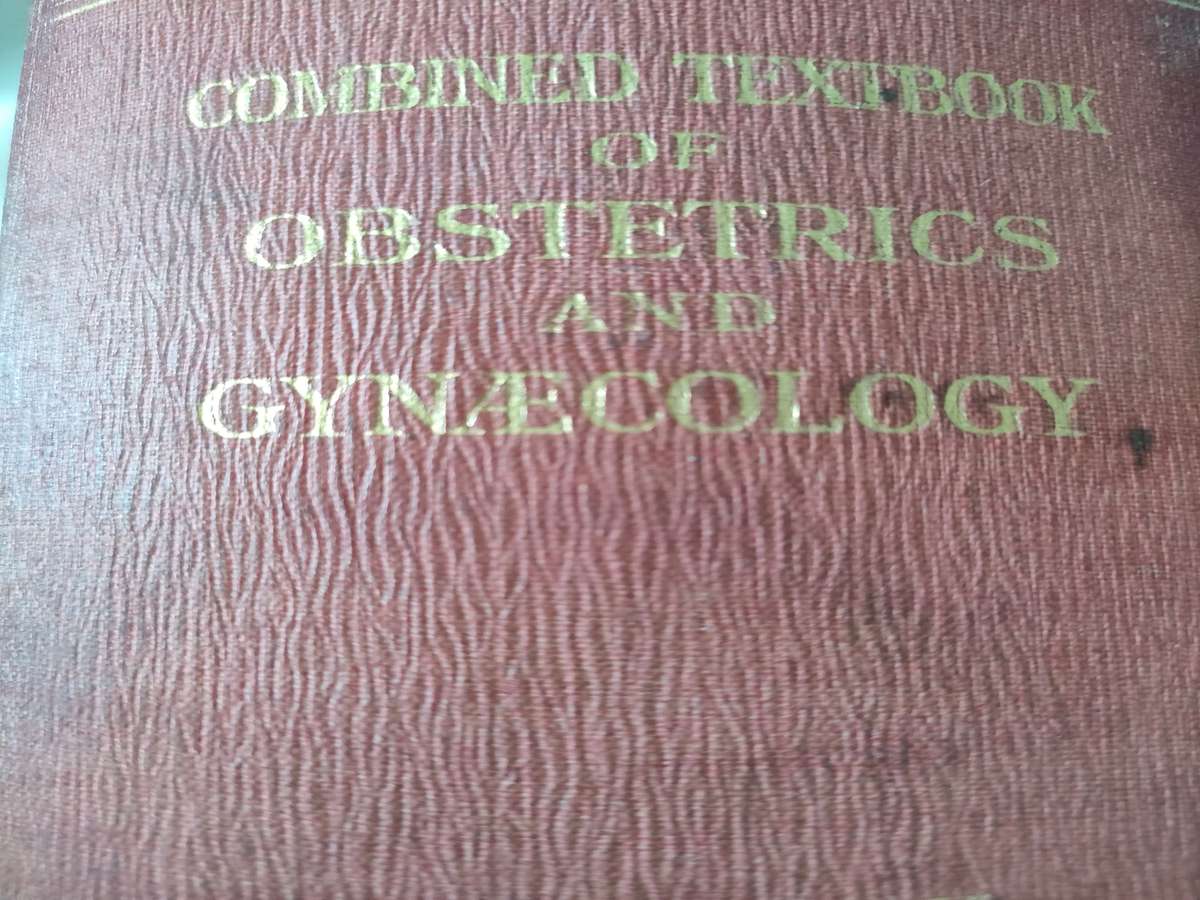 COMBINED TEXTBOOK
OF
OBSTETRICS
AND
GYNÆCOLOGY